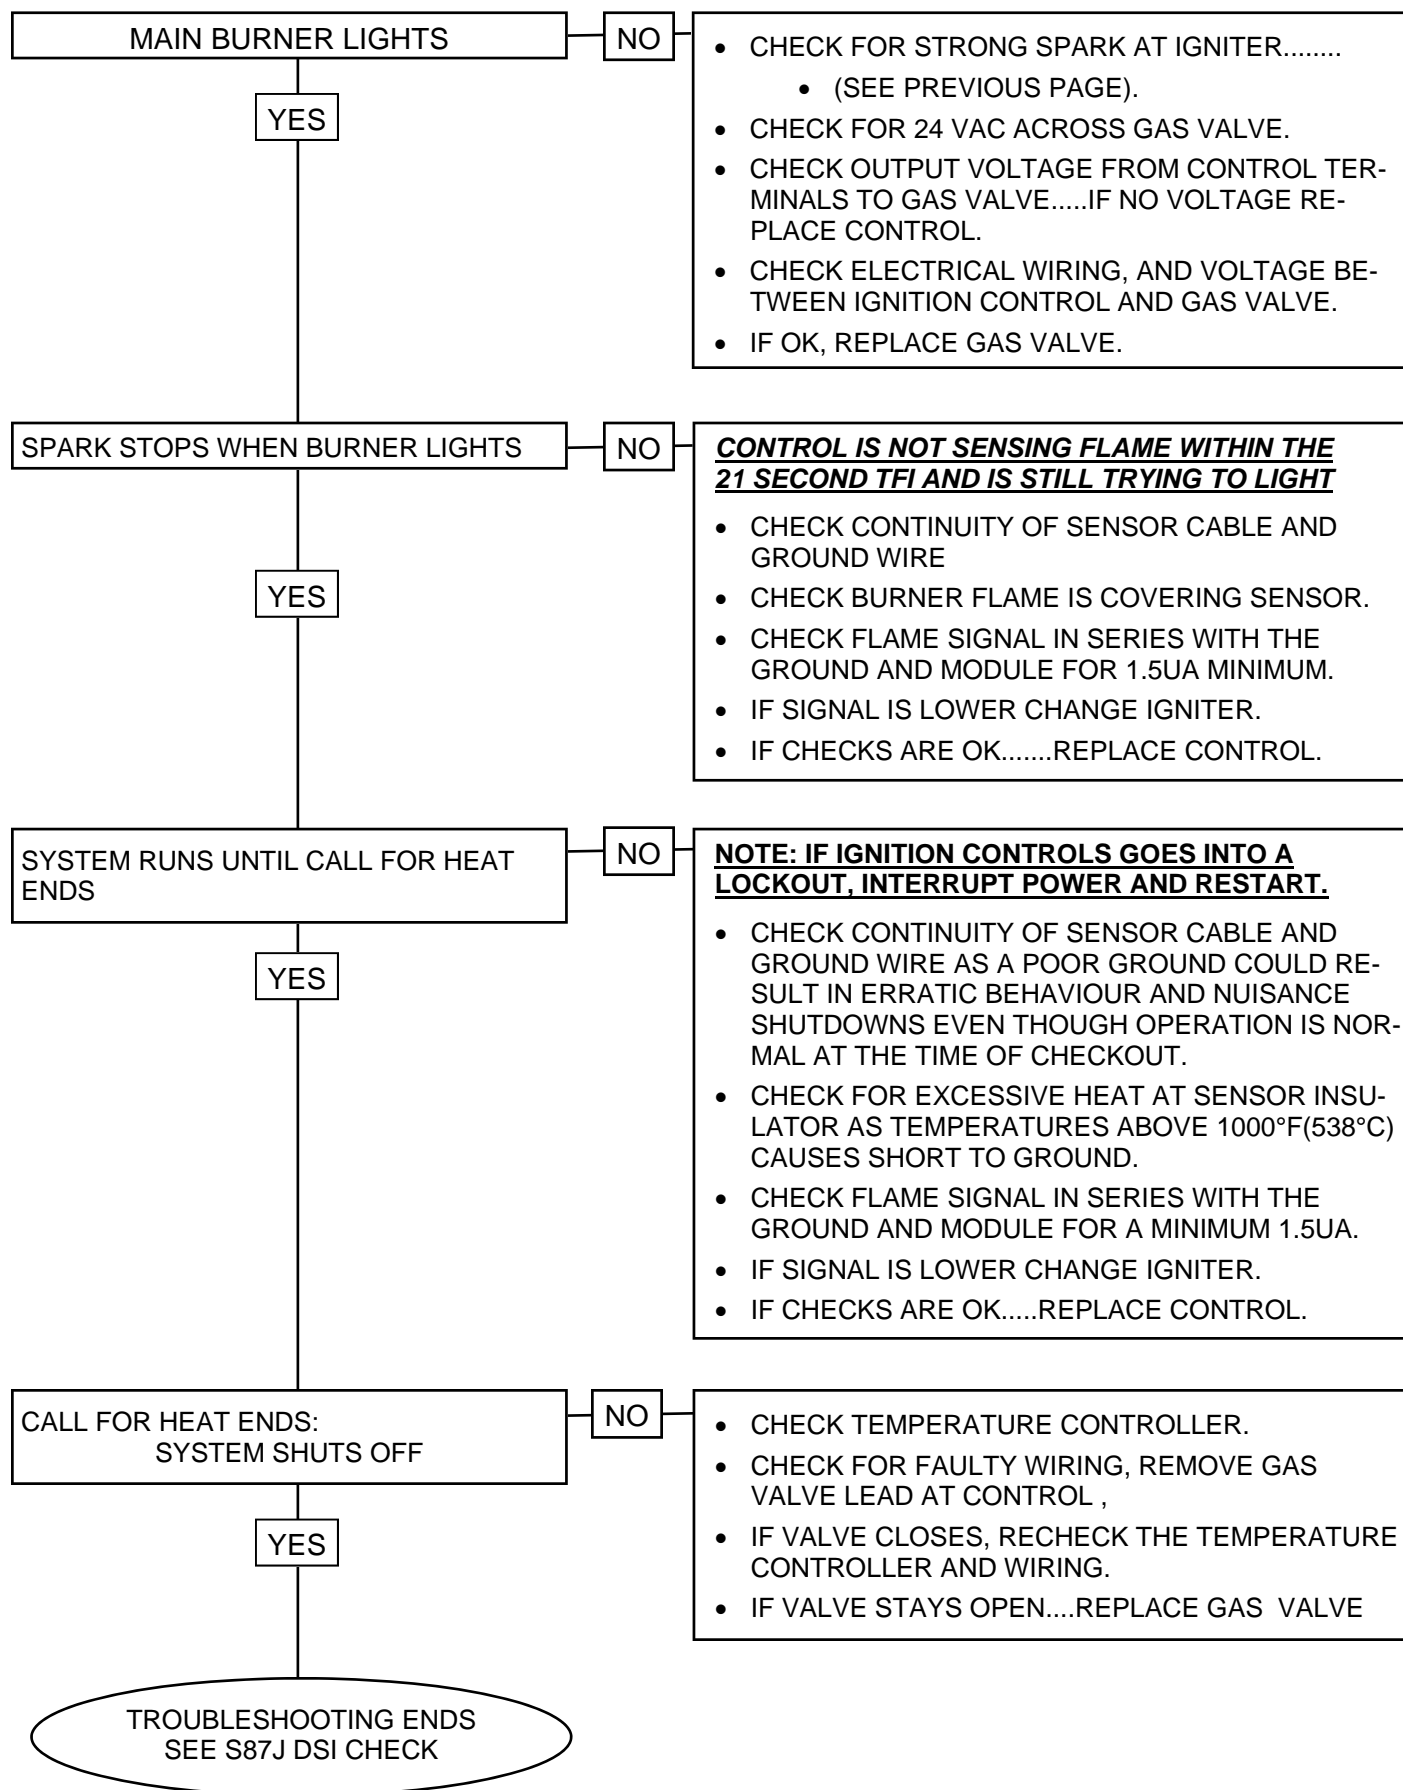 MAIN BURNER LIGHTS
NO
• CHECK FOR STRONG SPARK AT IGNITER........
• (SEE PREVIOUS PAGE).
• CHECK FOR 24 VAC ACROSS GAS VALVE.
• CHECK OUTPUT VOLTAGE FROM CONTROL TER-
MINALS TO GAS VALVE.....IF NO VOLTAGE RE-
PLACE CONTROL.
• CHECK ELECTRICAL WIRING, AND VOLTAGE BE-
TWEEN IGNITION CONTROL AND GAS VALVE.
• IF OK, REPLACE GAS VALVE.
YES
SPARK STOPS WHEN BURNER LIGHTS
NO
CONTROL IS NOT SENSING FLAME WITHIN THE
21 SECOND TFI AND IS STILL TRYING TO LIGHT
• CHECK CONTINUITY OF SENSOR CABLE AND
GROUND WIRE
• CHECK BURNER FLAME IS COVERING SENSOR.
• CHECK FLAME SIGNAL IN SERIES WITH THE
GROUND AND MODULE FOR 1.5UA MINIMUM.
• IF SIGNAL IS LOWER CHANGE IGNITER.
• IF CHECKS ARE OK.......REPLACE CONTROL.
YES
SYSTEM RUNS UNTIL CALL FOR HEAT
ENDS
NO
NOTE: IF IGNITION CONTROLS GOES INTO A
LOCKOUT, INTERRUPT POWER AND RESTART.
• CHECK CONTINUITY OF SENSOR CABLE AND
GROUND WIRE AS A POOR GROUND COULD RE-
SULT IN ERRATIC BEHAVIOUR AND NUISANCE
SHUTDOWNS EVEN THOUGH OPERATION IS NOR-
MAL AT THE TIME OF CHECKOUT.
• CHECK FOR EXCESSIVE HEAT AT SENSOR INSU-
LATOR AS TEMPERATURES ABOVE 1000°F(538°C)
CAUSES SHORT TO GROUND.
• CHECK FLAME SIGNAL IN SERIES WITH THE
GROUND AND MODULE FOR A MINIMUM 1.5UA.
• IF SIGNAL IS LOWER CHANGE IGNITER.
• IF CHECKS ARE OK.....REPLACE CONTROL.
YES
CALL FOR HEAT ENDS:
SYSTEM SHUTS OFF
NO
• CHECK TEMPERATURE CONTROLLER.
• CHECK FOR FAULTY WIRING, REMOVE GAS
VALVE LEAD AT CONTROL ,
• IF VALVE CLOSES, RECHECK THE TEMPERATURE
CONTROLLER AND WIRING.
• IF VALVE STAYS OPEN....REPLACE GAS VALVE
YES
TROUBLESHOOTING ENDS
SEE S87J DSI CHECK